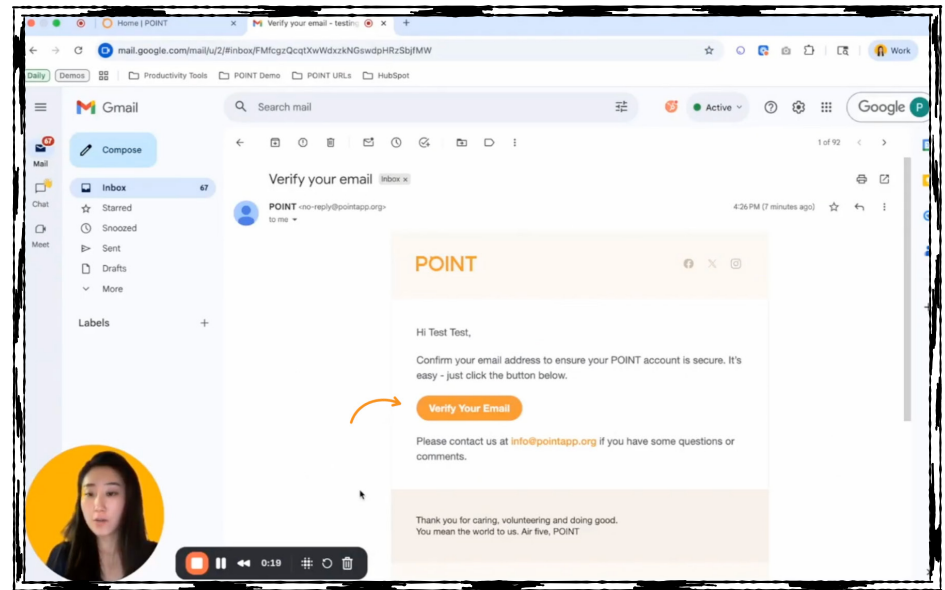 Home | POINT
Verify your email - testing
mail.google.com/mail/u/2/#inbox/FMfcgzQcqtXwWdxzkNGswdpHRzSbjfMW
Work
Daily
Demos
Productivity Tools
POINT Demo
POINT URLs
HubSpot
Gmail
Search mail
Active
Google
P
67
Mail
Chat
Meet
Compose
Inbox 67
Starred
Snoozed
Sent
Drafts
More
Labels
1 of 92
Verify your email Inbox x
POINT <no-reply@pointapp.org>
4:26 PM (7 minutes ago)
to me
POINT
Hi Test Test,
Confirm your email address to ensure your POINT account is secure. It's
easy - just click the button below.
Verify Your Email
Please contact us at info@pointapp.org if you have some questions or
comments.
Thank you for caring, volunteering and doing good.
You mean the world to us. Air five, POINT
0:19